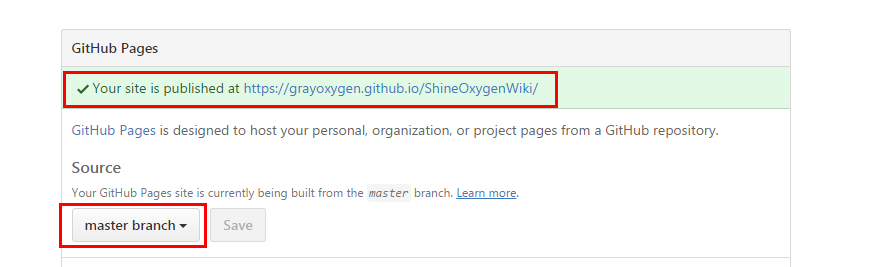 GitHub Pages
Your site is published at https://grayoxygen.github.io/ShineOxygenWiki/
GitHub Pages is designed to host your personal, organization, or project pages from a GitHub repository.
Source
Your GitHub Pages site is currently being built from the master branch. Learn more.
master branch Save